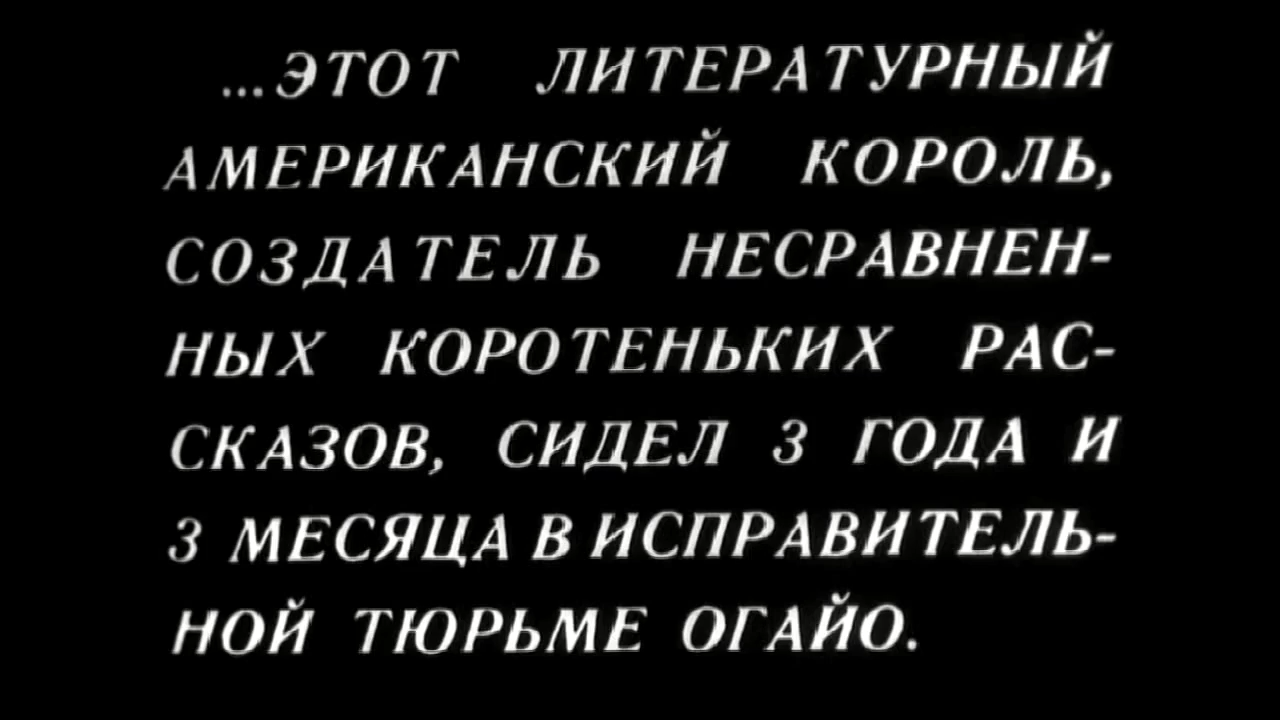 ...ЭТОТ ЛИТЕРАТУРНЫЙ
АМЕРИКАНСКИЙ КОРОЛЬ,
СОЗДАТЕЛЬ НЕСРАВНЕН-
НЫХ КОРОТЕНЬКИХ РАС-
СКАЗОВ, СИДЕЛ 3 ГОДА И
3 МЕСЯЦА В ИСПРАВИТЕЛЬ-
НОЙ ТЮРЬМЕ ОГАЙО.